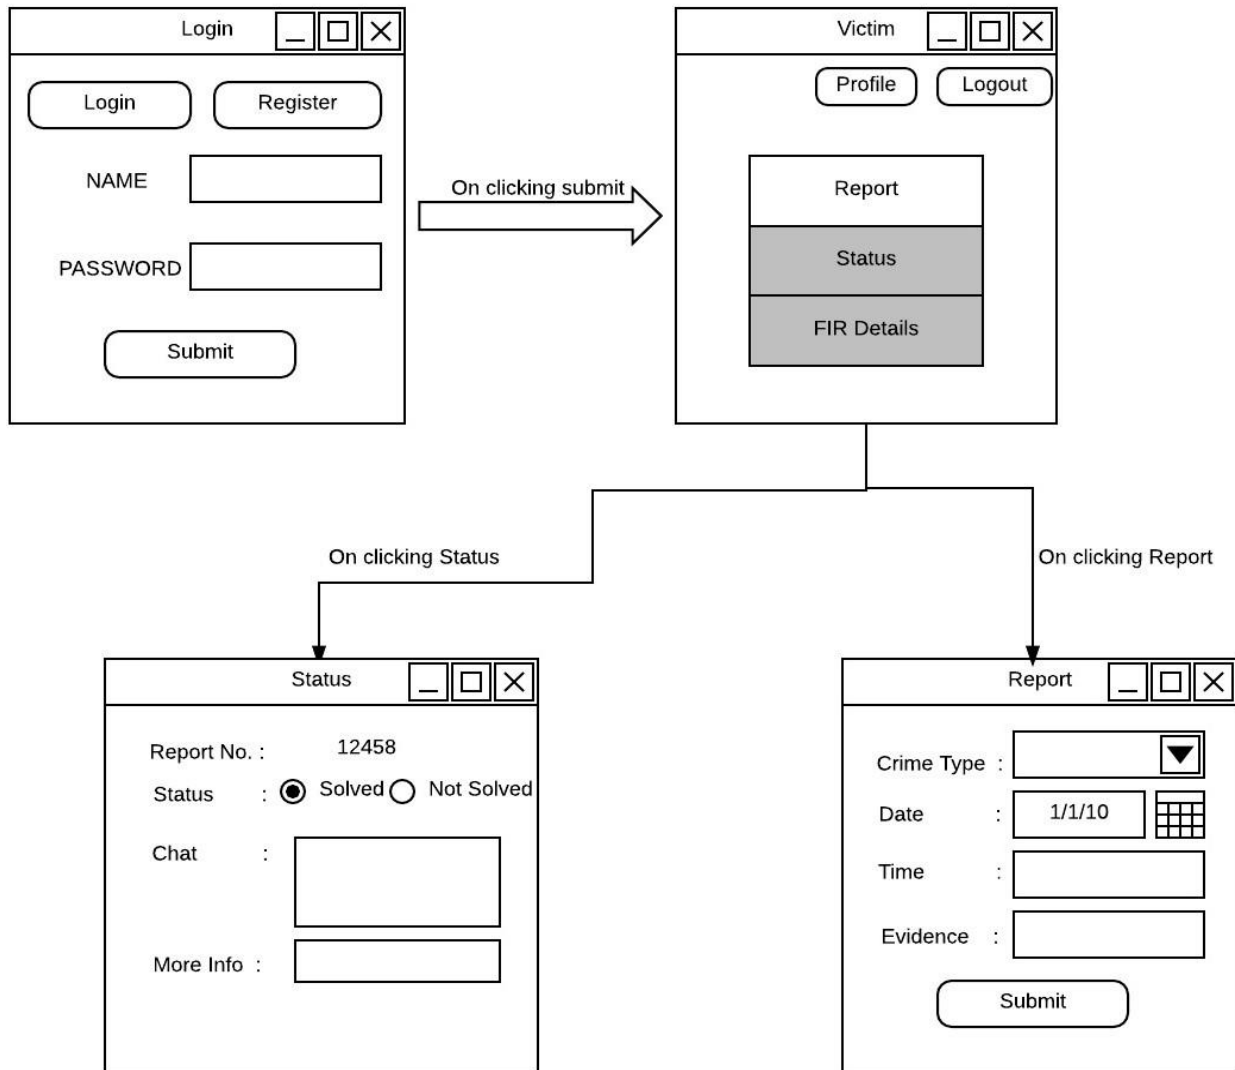 Login
Login Register
NAME
PASSWORD
Submit
On clicking submit
Victim
Profile Logout
Report
Status
FIR Details
On clicking Status
On clicking Report
Status
Report No. : 12458
Status : Solved Not Solved
Chat :
More Info :
Report
Crime Type :
Date : 1/1/10
Time :
Evidence :
Submit